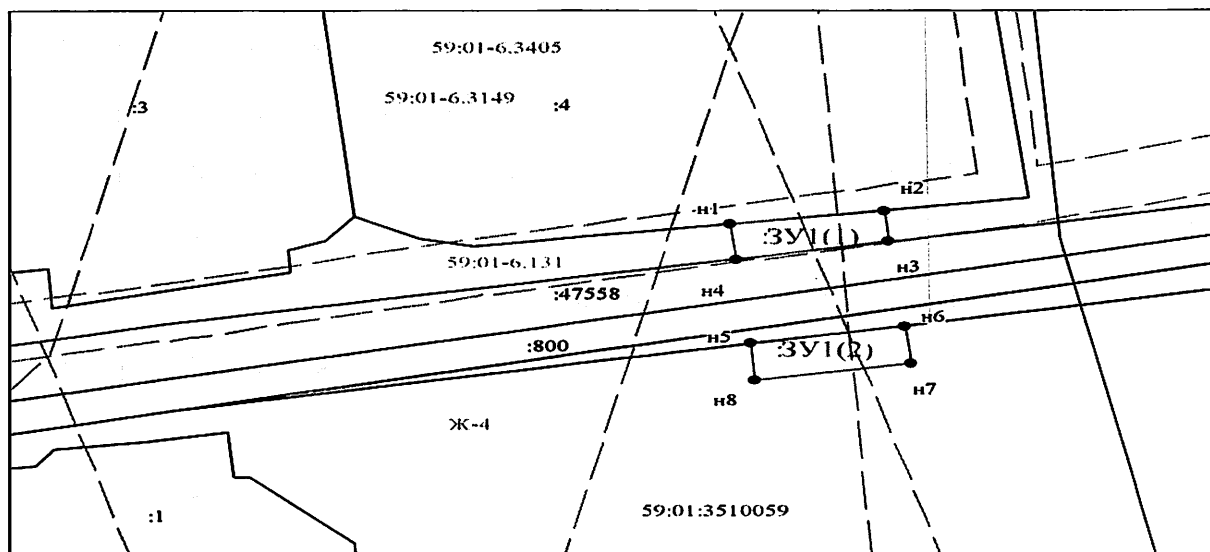 59:01-6.3405
59:01-6.3149
:4
:3
н2
н1
:ЗУ1(1)
59:01-6.131
н3
н4
:47558
н6
н5
:800
:ЗУ1(2)
н7
н8
Ж-4
59:01:3510059
:1